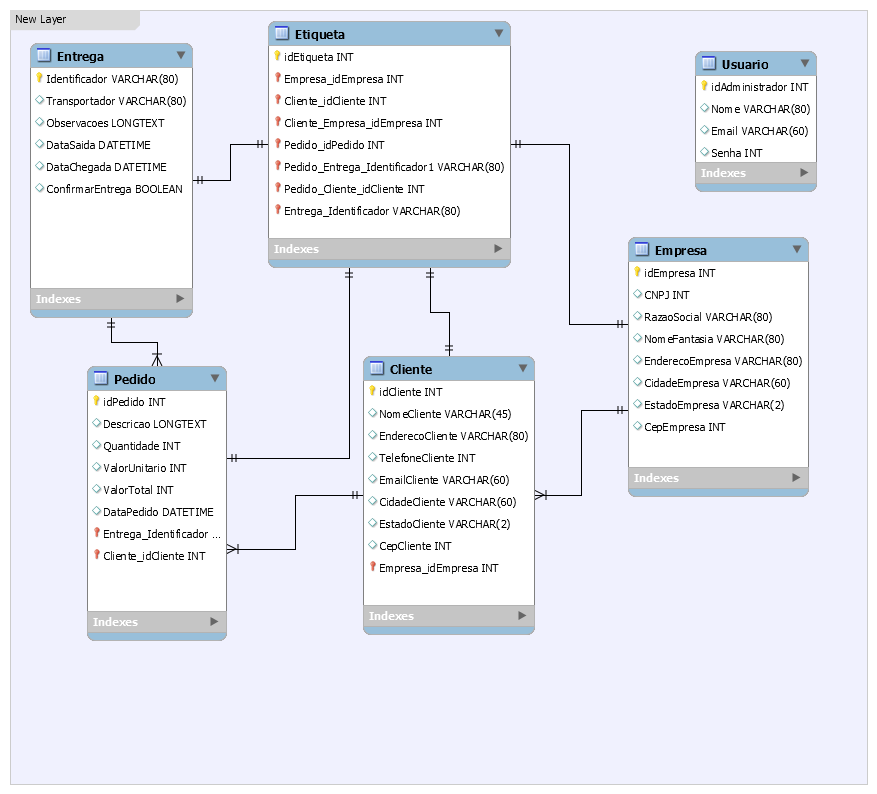 New Layer
Entrega
Identificador VARCHAR(80)
Transportador VARCHAR(80)
Observacoes LONGTEXT
DataSaida DATETIME
DataChegada DATETIME
ConfirmarEntrega BOOLEAN
Indexes
Etiqueta
idEtiqueta INT
Empresa_idEmpresa INT
Cliente_idCliente INT
Cliente_Empresa_idEmpresa INT
Pedido_idPedido INT
Pedido_Entrega_Identificador1 VARCHAR(80)
Pedido_Cliente_idCliente INT
Entrega_Identificador VARCHAR(80)
Indexes
Usuario
idAdministrador INT
Nome VARCHAR(80)
Email VARCHAR(60)
Senha INT
Indexes
Empresa
idEmpresa INT
CNPJ INT
RazaoSocial VARCHAR(80)
NomeFantasia VARCHAR(80)
EnderecoEmpresa VARCHAR(80)
CidadeEmpresa VARCHAR(60)
EstadoEmpresa VARCHAR(2)
CepEmpresa INT
Indexes
Pedido
idPedido INT
Descricao LONGTEXT
Quantidade INT
ValorUnitario INT
ValorTotal INT
DataPedido DATETIME
Entrega_Identificador ...
Cliente_idCliente INT
Indexes
Cliente
idCliente INT
NomeCliente VARCHAR(45)
EnderecoCliente VARCHAR(80)
TelefoneCliente INT
EmailCliente VARCHAR(60)
CidadeCliente VARCHAR(60)
EstadoCliente VARCHAR(2)
CepCliente INT
Empresa_idEmpresa INT
Indexes